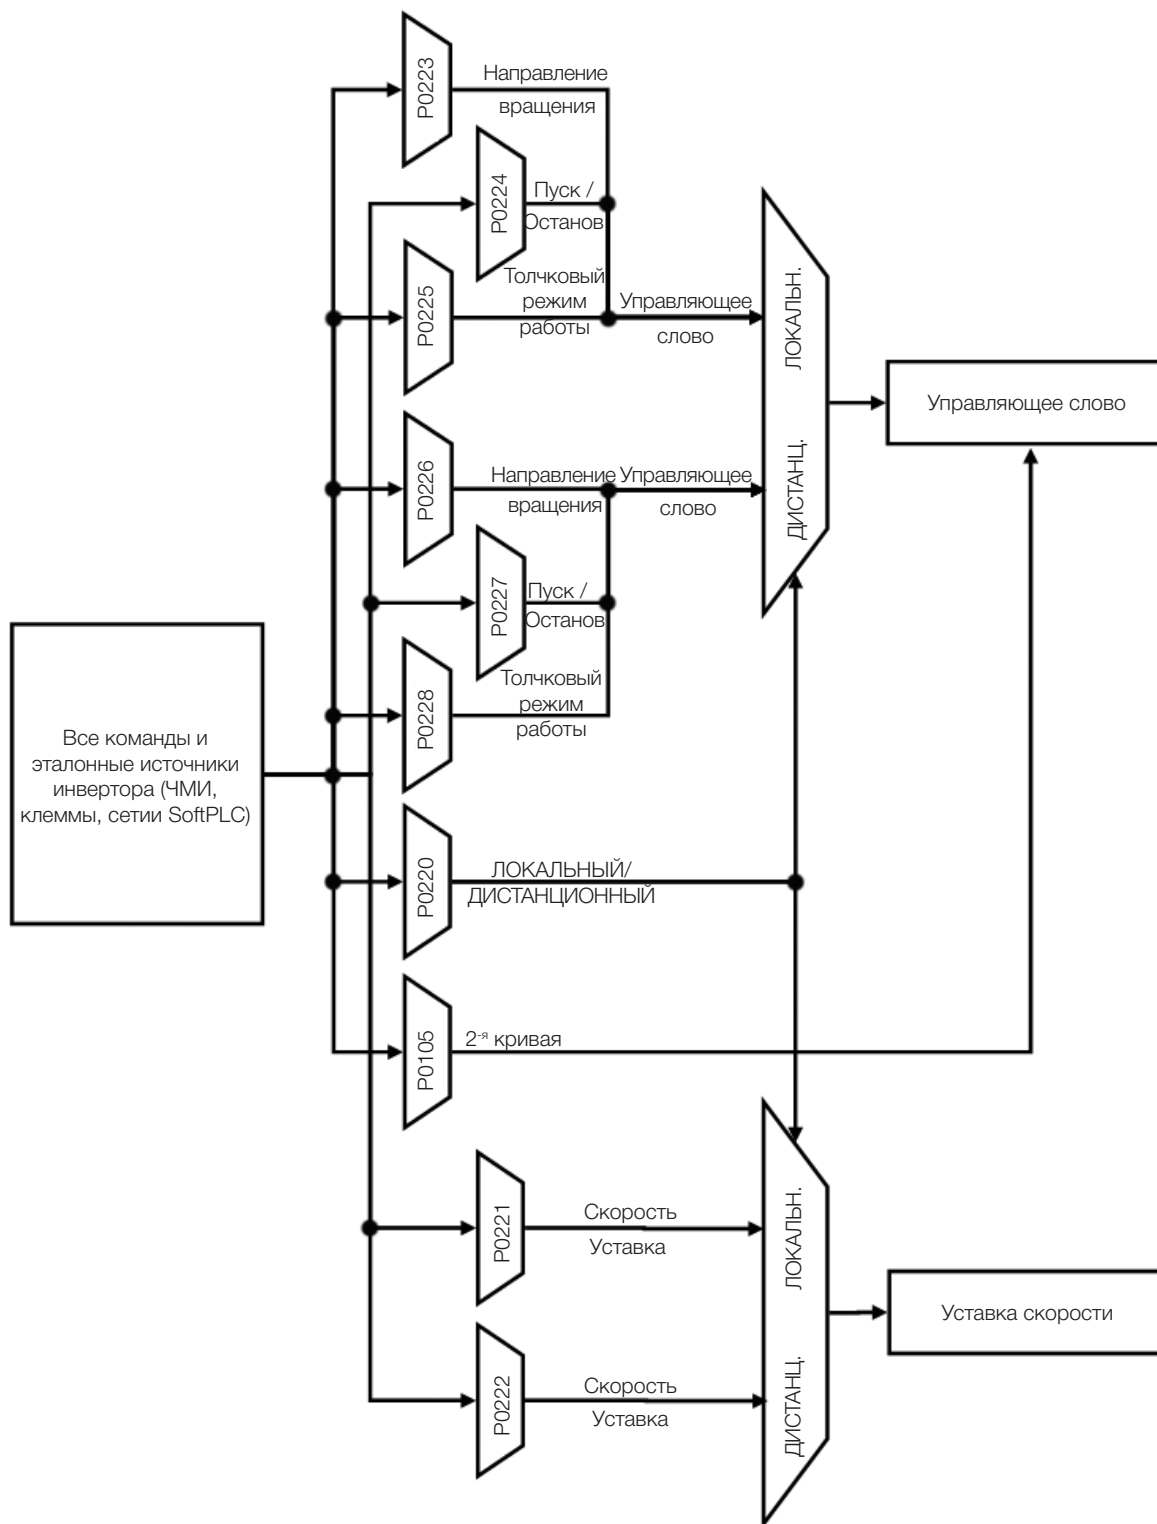 P0223
Направление
вращения
P0224
Пуск /
Останов
P0225
Толчковый
режим
работы
Управляющее
слово
ЛОКАЛЬН.
ДИСТАНЦ.
Управляющее слово
P0226
Направление
вращения
Управляющее
слово
P0227
Пуск /
Останов
P0228
Толчковый
режим
работы
Все команды и
эталонные источники
инвертора (ЧМИ,
клеммы, сетии SoftPLC)
P0220
ЛОКАЛЬНЫЙ/
ДИСТАНЦИОННЫЙ
P0105
2-я кривая
P0221
Скорость
Уставка
ЛОКАЛЬН.
ДИСТАНЦ.
Уставка скорости
P0222
Скорость
Уставка